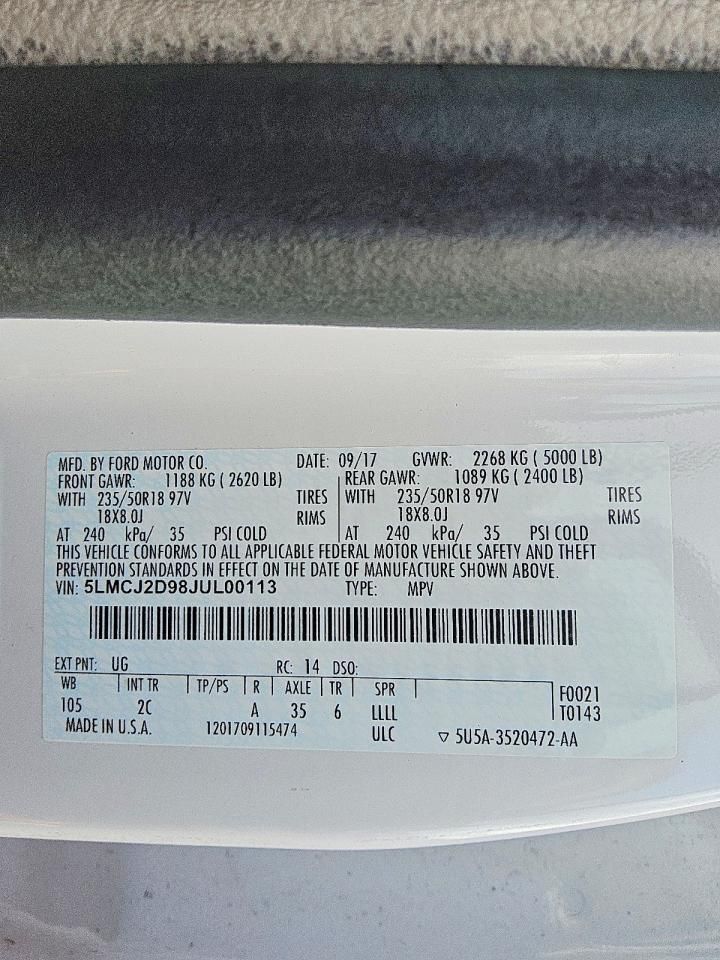 MFD. BY FORD MOTOR CO. DATE: 09/17 GVWR: 2268 KG ( 5000 LB)
FRONT GAWR: 1188 KG ( 2620 LB) REAR GAWR: 1089 KG ( 2400 LB)
WITH 235/50R18 97V TIRES WITH 235/50R18 97V TIRES
18X8.0J RIMS 18X8.0J RIMS
AT 240 kPa/ 35 PSI COLD AT 240 kPa/ 35 PSI COLD
THIS VEHICLE CONFORMS TO ALL APPLICABLE FEDERAL MOTOR VEHICLE SAFETY AND THEFT
PREVENTION STANDARDS IN EFFECT ON THE DATE OF MANUFACTURE SHOWN ABOVE.
VIN: 5LMCJ2D98JUL00113 TYPE: MPV
EXT PNT: UG RC: 14 DSO:
WB INT TR TP/PS R AXLE TR SPR F0021
105 2C A 35 6 LLLL T0143
MADE IN U.S.A. 1201709115474 ULC ▽ 5U5A-3520472-AA